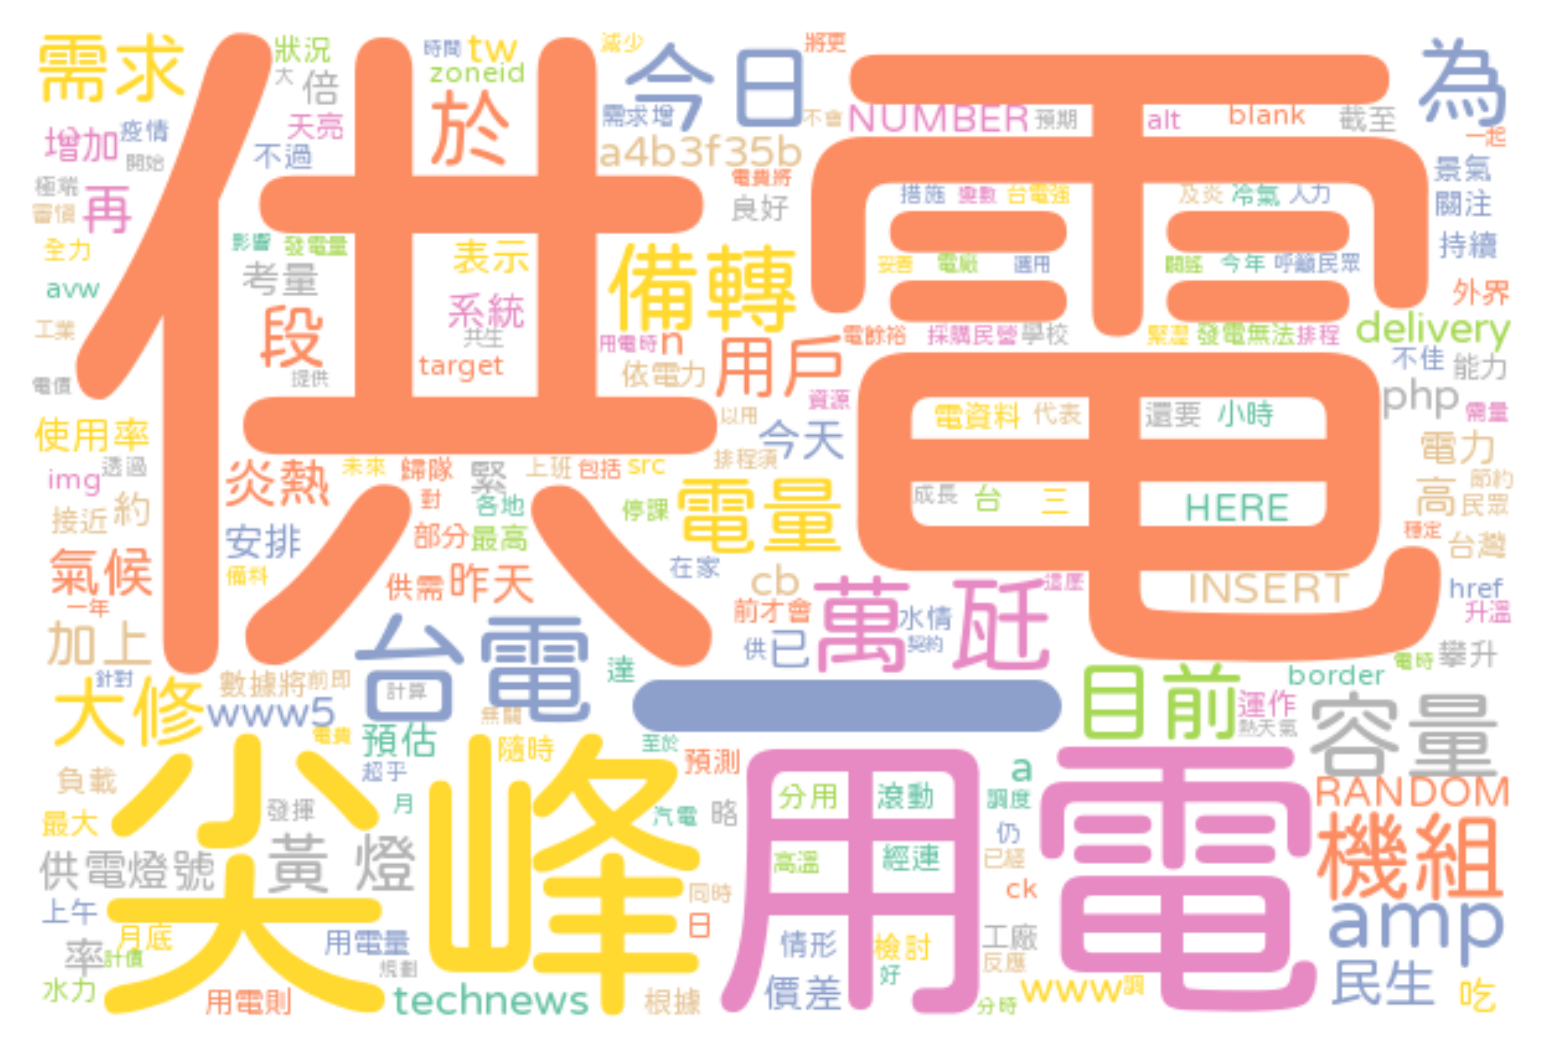 需求
狀況
時間
tw
減少
今日
將更
為
大
倍
zoneid
增加
疫情
天亮
於
需求增
不會
NUMBER
預期
alt
blank
截至
一起
開始
不過
a4b3f35b
極端
再
電貴將
景氣
審慎
良好
措施
變數
台電強
及炎
冷氣
人力
關注
供電
全力
影響
發電量
表示
備轉
妥善
電廠
運用
今年
呼籲民眾
持續
avw
考量
系統
外界
工業
段
共生
用電時
n
用戶
電餘裕
採購民營
學校
緊澀
發電無法
排程
delivery
電價
提供
target
依電力
不佳
能力
資源
php
需量
使用率
以用
今天
電資料
代表
還要
小時
電力
img
透過
炎熱
未來
歸隊
緊
上班
包括
src
排程須
高
節約
接近
約
對
各地
停課
電量
成長
台
三
HERE
民眾
安排
部分
最高
穩定
台灣
氣候
備料
供需
昨天
在家
cb
萬
瓩
INSERT
href
一年
前才會
水情
升溫
加上
台電
供
已
契約
攀升
針對
數據將
前即
計算
達
一
目前
電時
border
大修
www5
無關
運作
容量
電貴
預估
隨時
至於
熱天氣
尖峰
用電
負載
超乎
預測
a
RANDOM
最大
發揮
月
汽電
略
分用
滾動
調度
機組
供電燈號
黃
燈
高溫
經連
仍
已經
上午
同時
ck
amp
率
月底
用電量
日
情形
檢討
工廠
計價
規劃
反應
水力
用電則
technews
根據
價差
好
分時
www
調
民生
吃